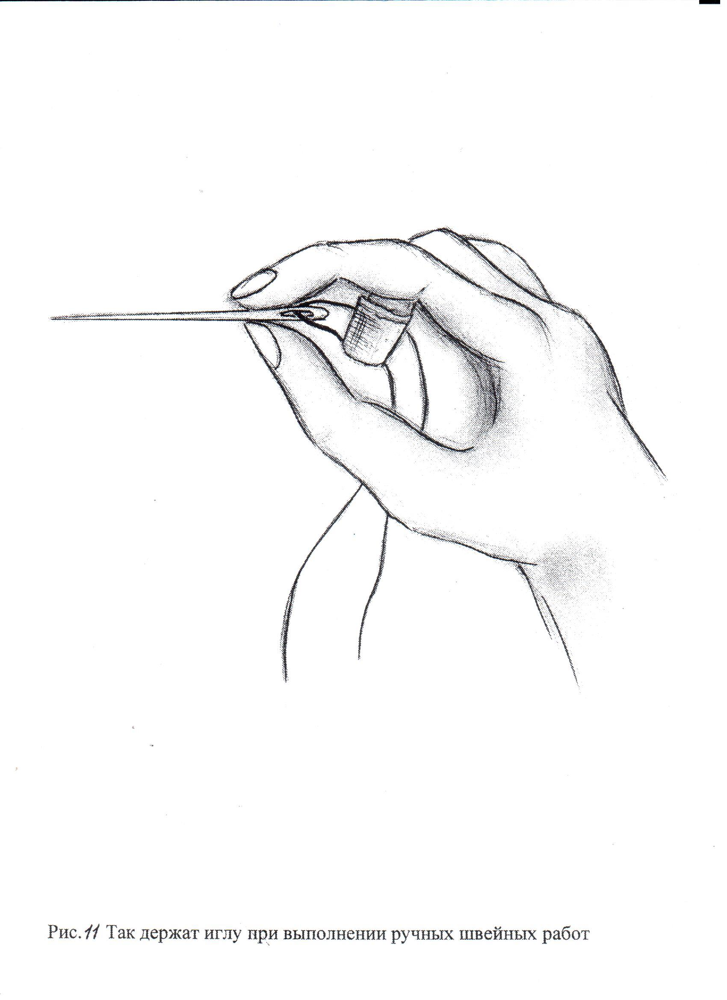 Рис. 11 Так держат иглу при выполнении ручных швейных работ